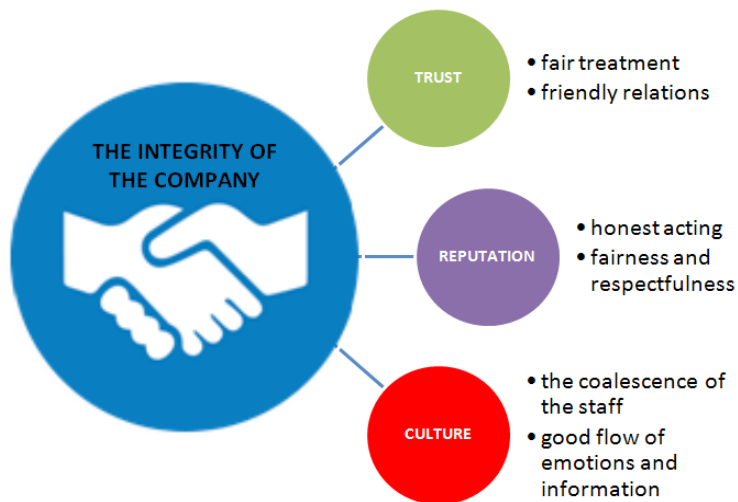 THE INTEGRITY OF
THE COMPANY
TRUST
• fair treatment
• friendly relations
REPUTATION
• honest acting
• fairness and
respectfulness
CULTURE
• the coalescence of
the staff
• good flow of
emotions and
information